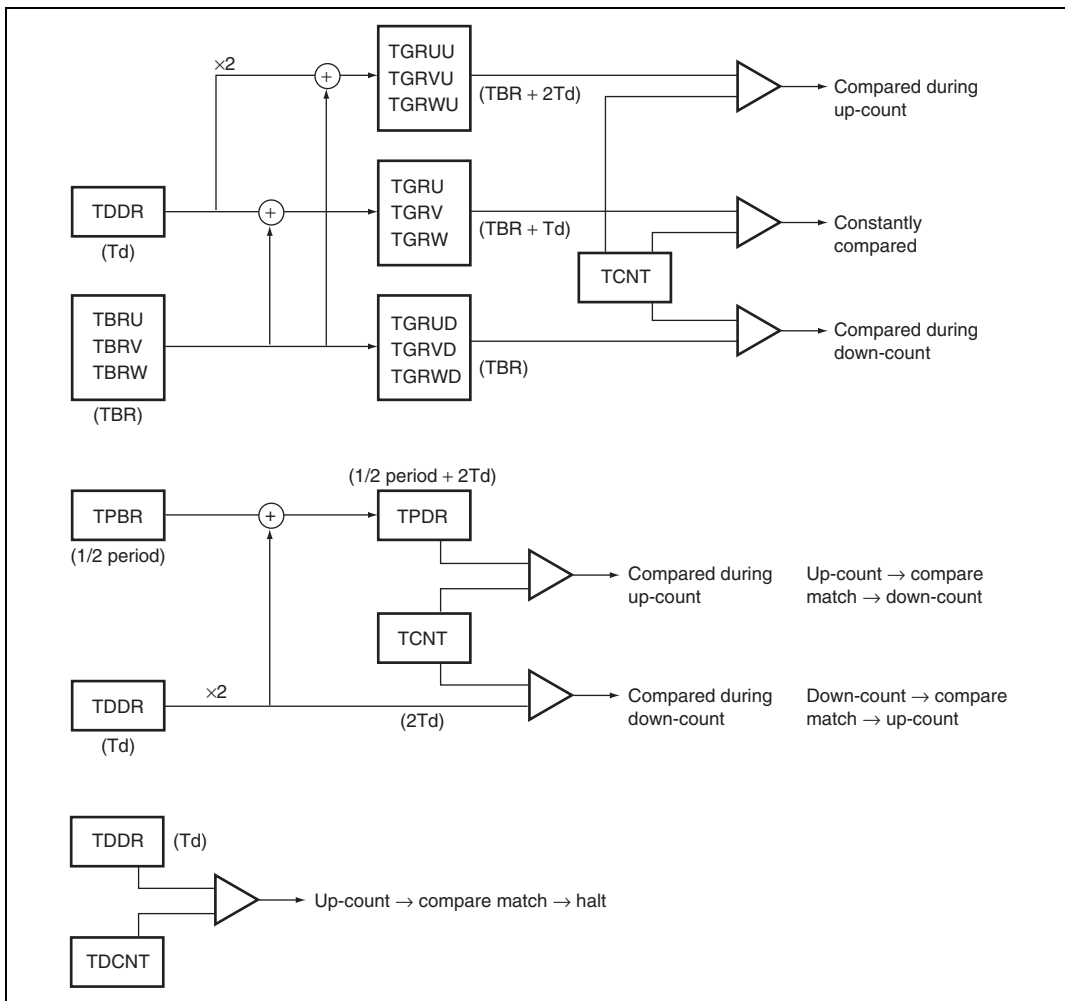 ×2
TGRUU
TGRVU
TGRWU
(TBR + 2Td)
Compared during
up-count
TDDR
(Td)
+
+
TGRU
TGRV
TGRW
(TBR + Td)
Constantly
compared
TCNT
TBRU
TBRV
TBRW
(TBR)
TGRUD
TGRVD
TGRWD
(TBR)
Compared during
down-count
(1/2 period + 2Td)
TPBR
(1/2 period)
+
TPDR
Compared during
up-count
Up-count → compare
match → down-count
TCNT
×2
TDDR
(Td)
(2Td)
Compared during
down-count
Down-count → compare
match → up-count
TDDR
(Td)
Up-count → compare match → halt
TDCNT